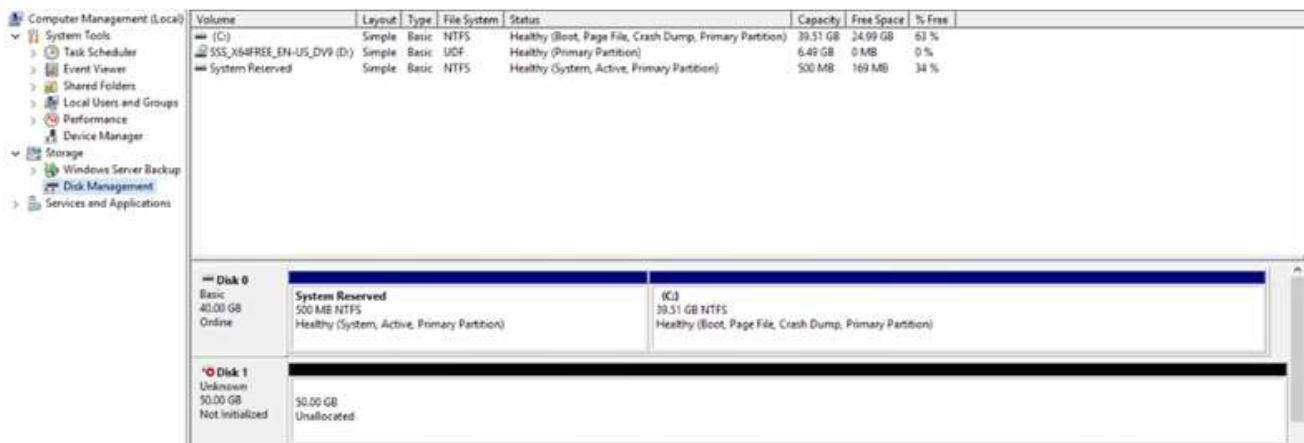 Computer Management (Local)
System Tools
Task Scheduler
Event Viewer
Shared Folders
Local Users and Groups
Performance
Device Manager
Storage
Windows Server Backup
Disk Management
Services and Applications
Volume Layout Type File System Status Capacity Free Space % Free
(C:) Simple Basic NTFS Healthy (Boot, Page File, Crash Dump, Primary Partition) 39.51 GB 24.99 GB 63 %
SSS_X64FREE_EN-US_DV9 (D:) Simple Basic UDF Healthy (Primary Partition) 6.49 GB 0 MB 0 %
System Reserved Simple Basic NTFS Healthy (System, Active, Primary Partition) 500 MB 169 MB 34 %
Disk 0
Basic
40.00 GB
Online
System Reserved
500 MB NTFS
Healthy (System, Active, Primary Partition)
(C:)
39.51 GB NTFS
Healthy (Boot, Page File, Crash Dump, Primary Partition)
Disk 1
Unknown
50.00 GB
Not Initialized
50.00 GB
Unallocated